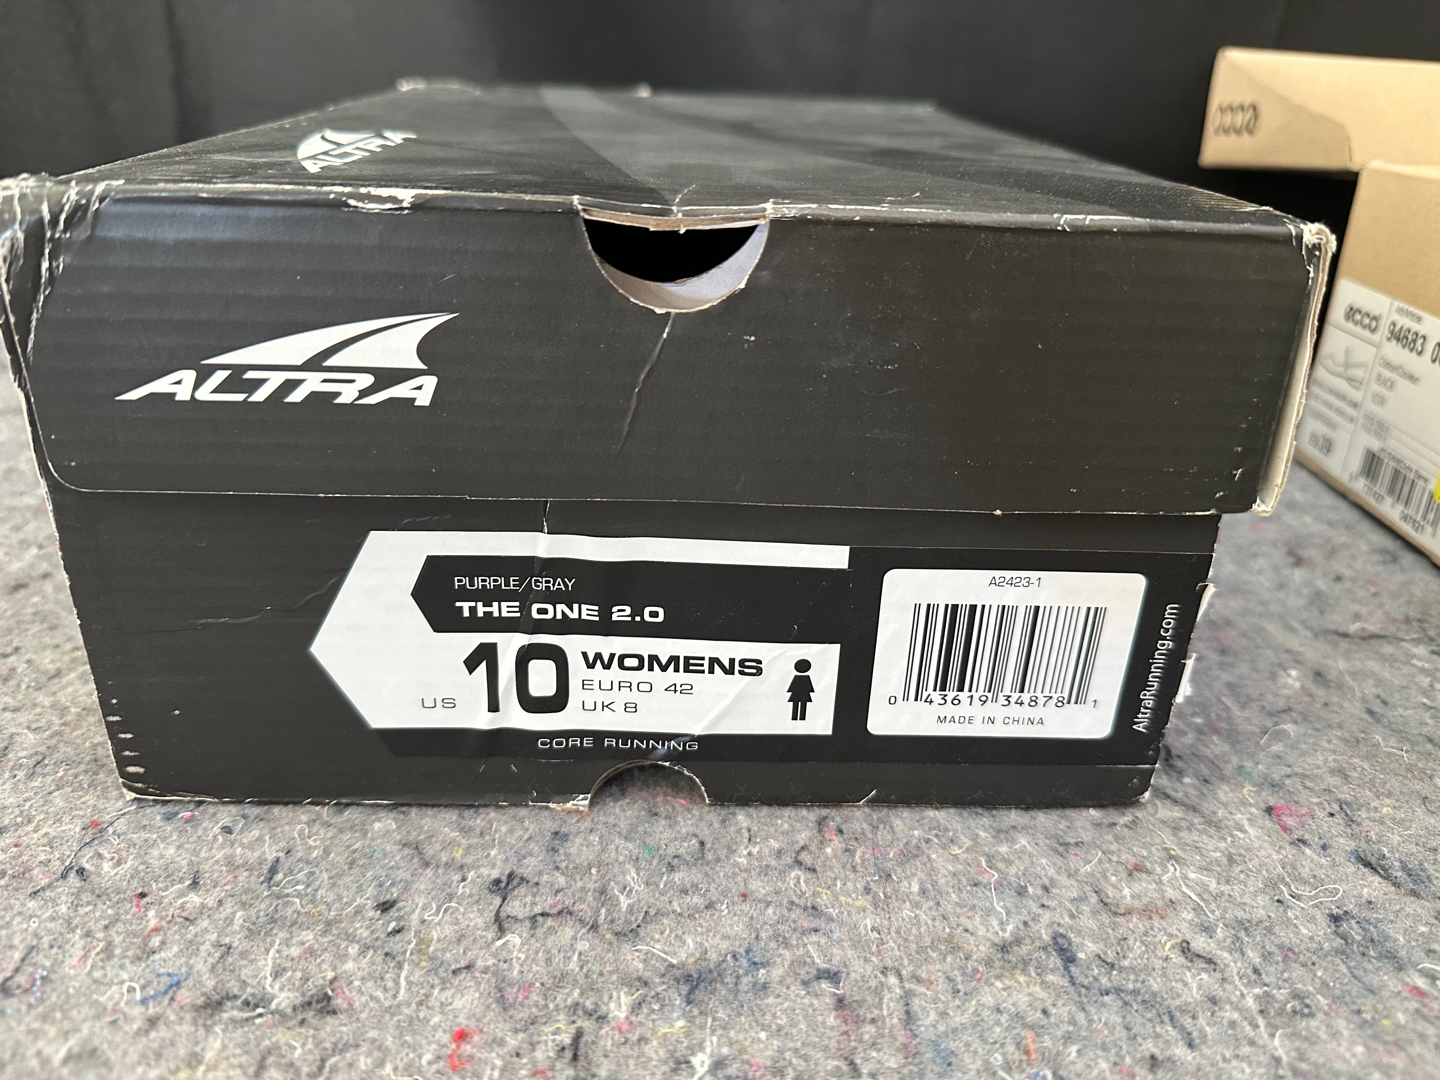 ALTRA
ecco
ALTRA
ecco
94683
PURPLE/GRAY
THE ONE 2.0
US 10 WOMENS
EURO 42
UK 8
CORE RUNNING
A2423-1
0 43619 34878 1
MADE IN CHINA
AltraRunning.com